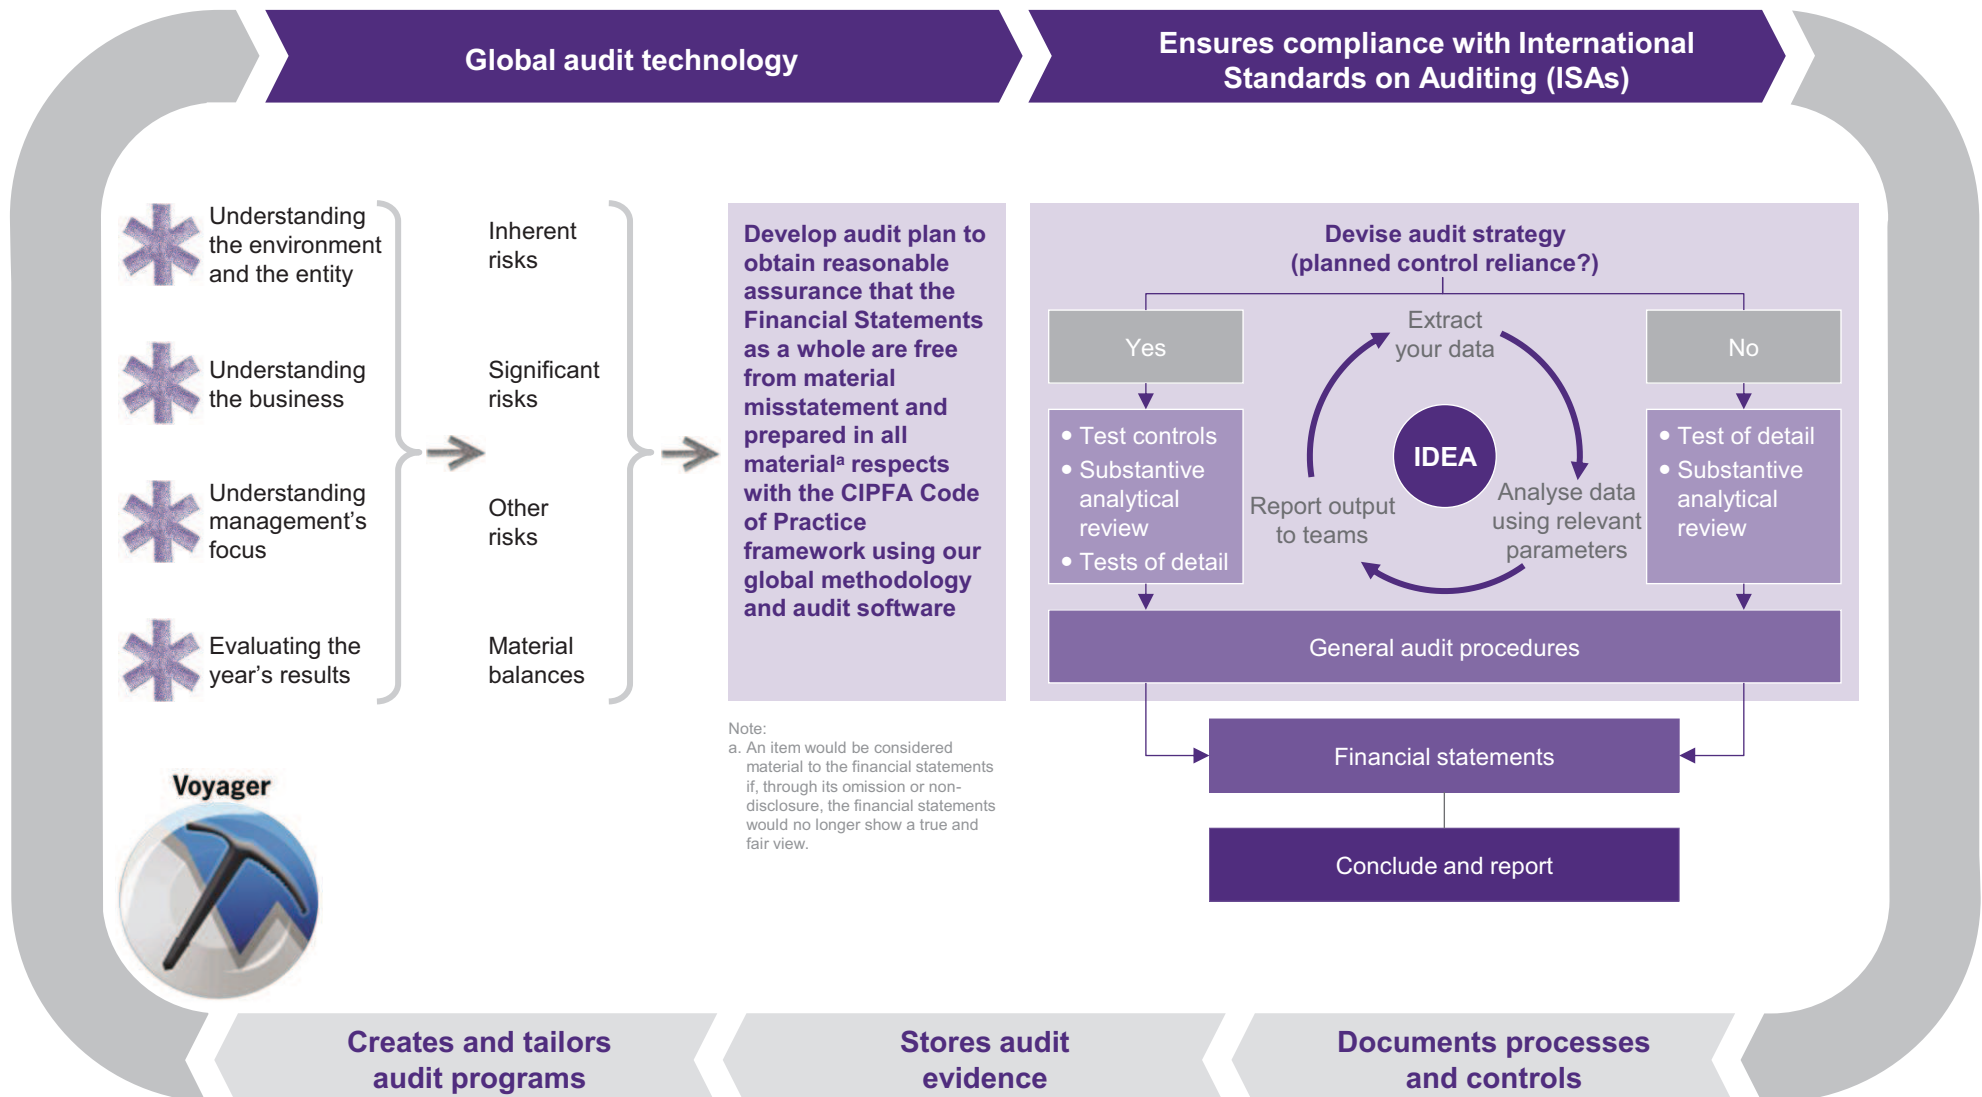 Global audit technology
Ensures compliance with International
Standards on Auditing (ISAs)
Understanding
the environment
and the entity
Understanding
the business
Understanding
management’s
focus
Evaluating the
year’s results
Inherent
risks
Significant
risks
Other
risks
Material
balances
Develop audit plan to
obtain reasonable
assurance that the
Financial Statements
as a whole are free
from material
misstatement and
prepared in all
materialᵃ respects
with the CIPFA Code
of Practice
framework using our
global methodology
and audit software
Note:
a. An item would be considered
material to the financial statements
if, through its omission or non-
disclosure, the financial statements
would no longer show a true and
fair view.
Devise audit strategy
(planned control reliance?)
Yes
• Test controls
• Substantive
analytical
review
• Tests of detail
Extract
your data
IDEA
Analyse data
using relevant
parameters
Report output
to teams
No
• Test of detail
• Substantive
analytical
review
General audit procedures
Financial statements
Conclude and report
Voyager
Creates and tailors
audit programs
Stores audit
evidence
Documents processes
and controls